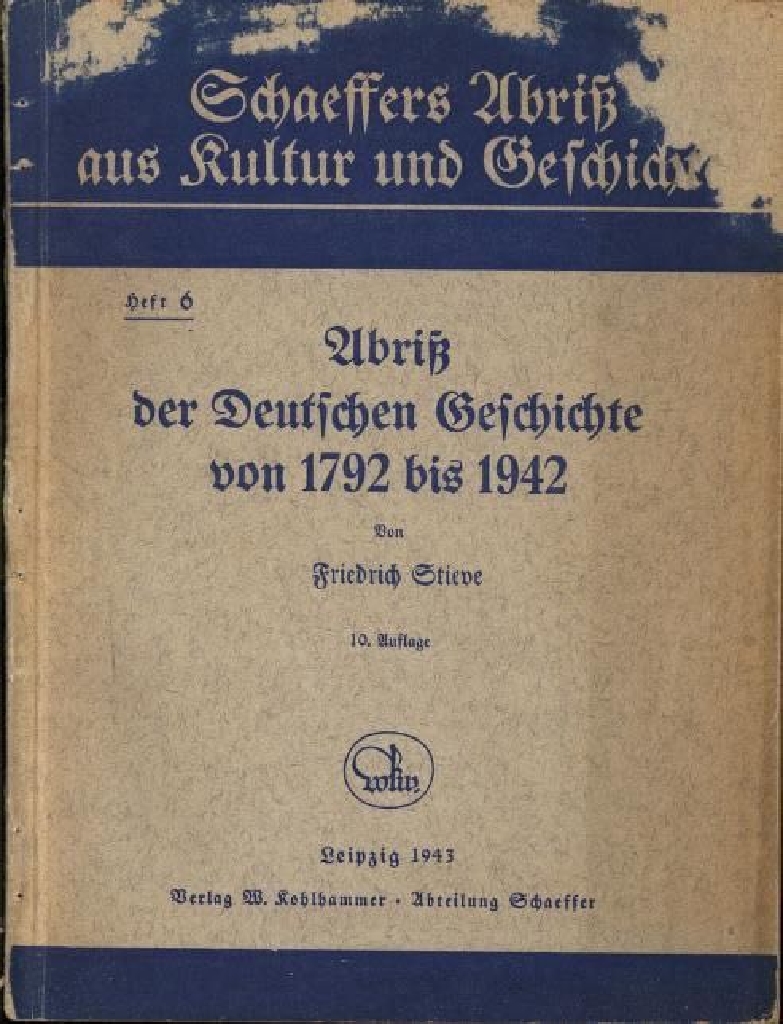 Schaeffers Abriß
aus Kultur und Geschichte
Heft 6
Abriß
der Deutschen Geschichte
von 1792 bis 1942
Von
Friedrich Stieve
10. Auflage
Leipzig 1943
Verlag W. Kohlhammer · Abteilung Schaeffer